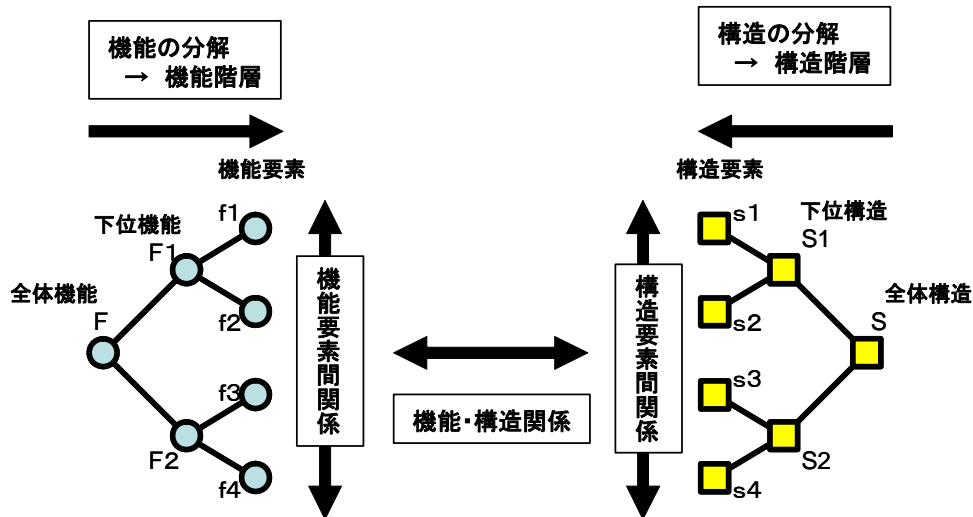 機能の分解
→ 機能階層
構造の分解
→ 構造階層
機能要素
構造要素
下位機能
f1
F1
全体機能
F
f2
f3
F2
f4
機能要素間関係
機能・構造関係
構造要素間関係
s1
下位構造
S1
s2
全体構造
S
s3
S2
s4